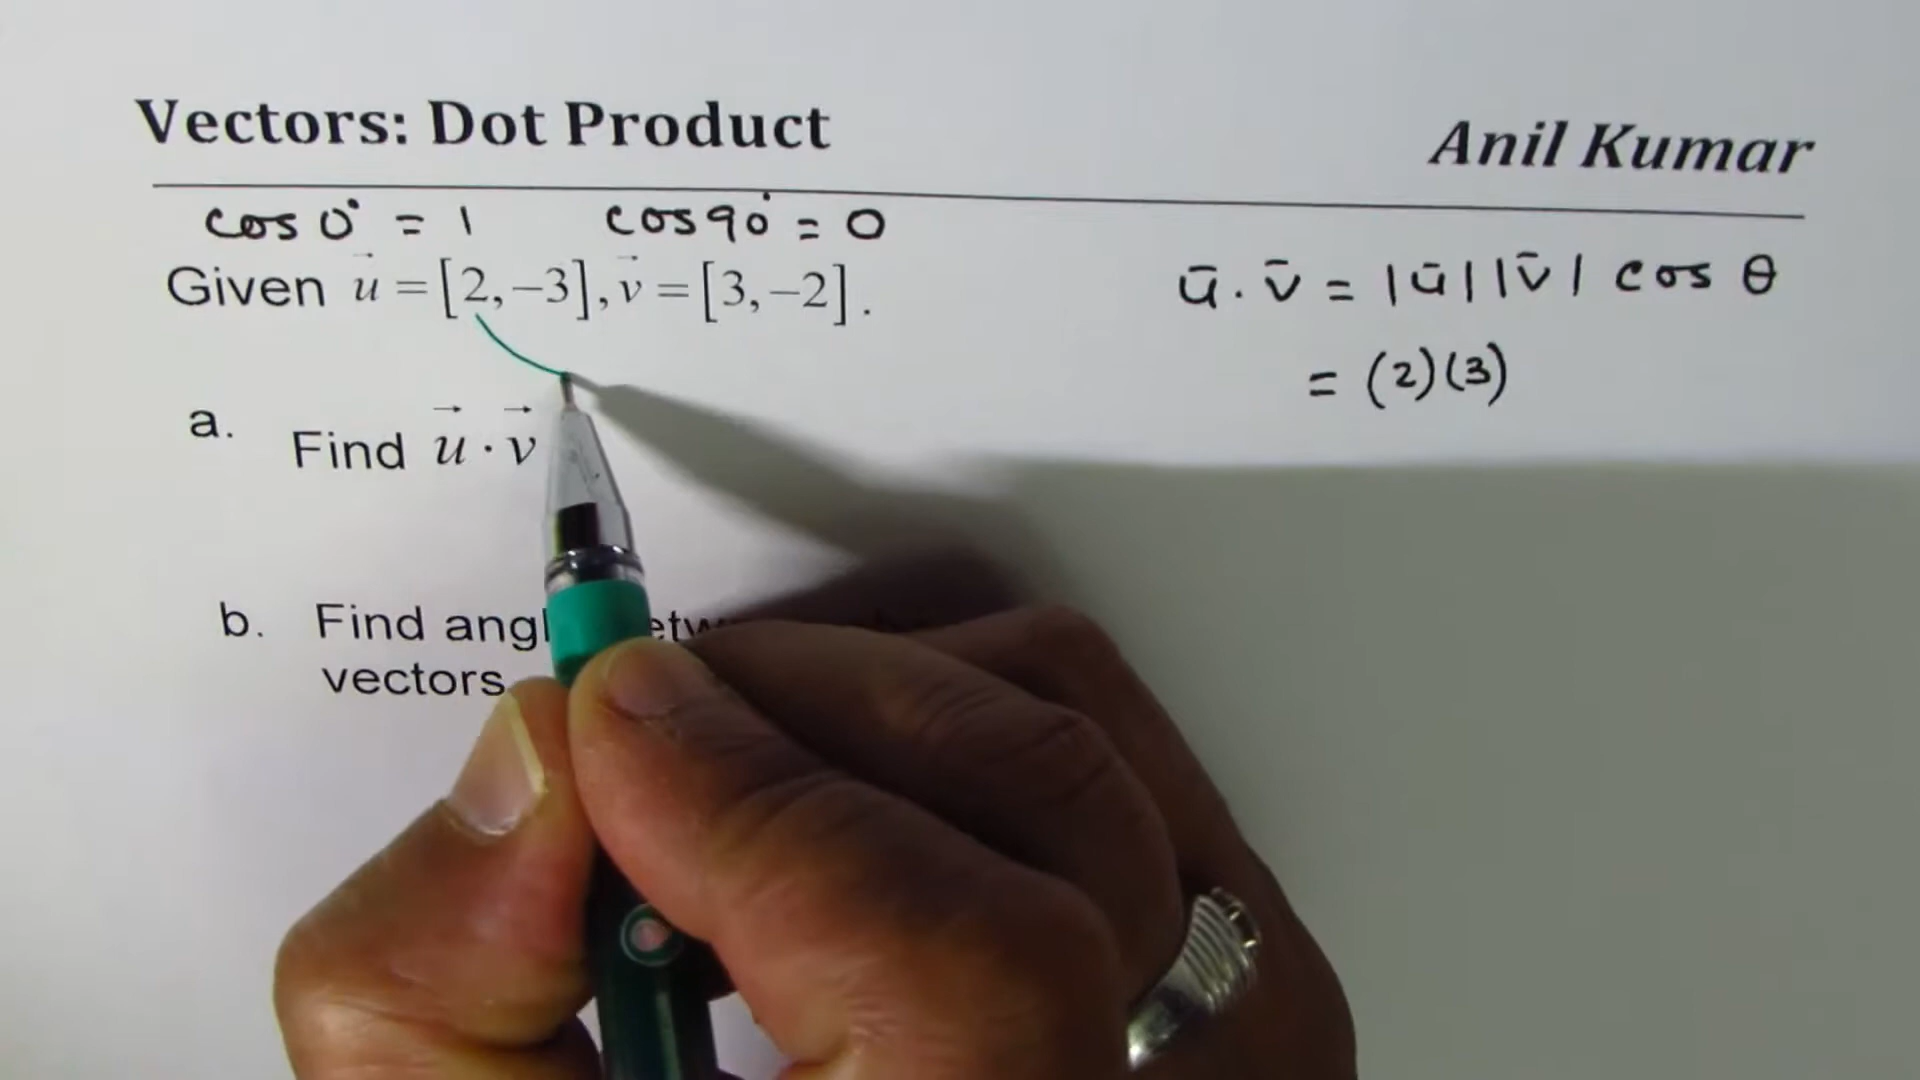 Vectors: Dot Product
Anil Kumar
cos 0° = 1 cos 90° = 0
Given u⃗ = [2, −3], v⃗ = [3, −2].
ū · v̄ = |ū| |v̄| cos θ
= (2)(3)
a. Find u⃗ · v⃗
b. Find
vectors